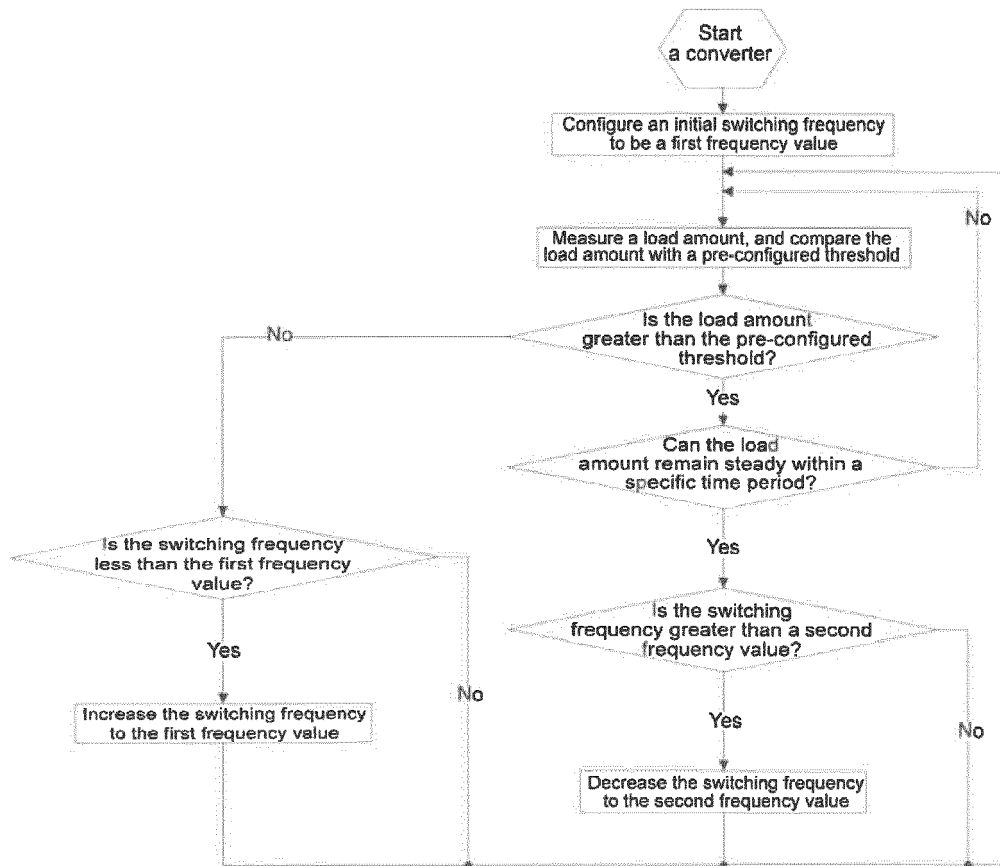 Start
a converter
Configure an initial switching frequency
to be a first frequency value
No
Measure a load amount, and compare the
load amount with a pre-configured threshold
No
Is the load amount
greater than the pre-configured
threshold?
Yes
Can the load
amount remain steady within a
specific time period?
Is the switching frequency
less than the first frequency
value?
Yes
Is the switching
frequency greater than a second
frequency value?
Yes
No
Increase the switching frequency
to the first frequency value
Yes
No
Decrease the switching frequency
to the second frequency value